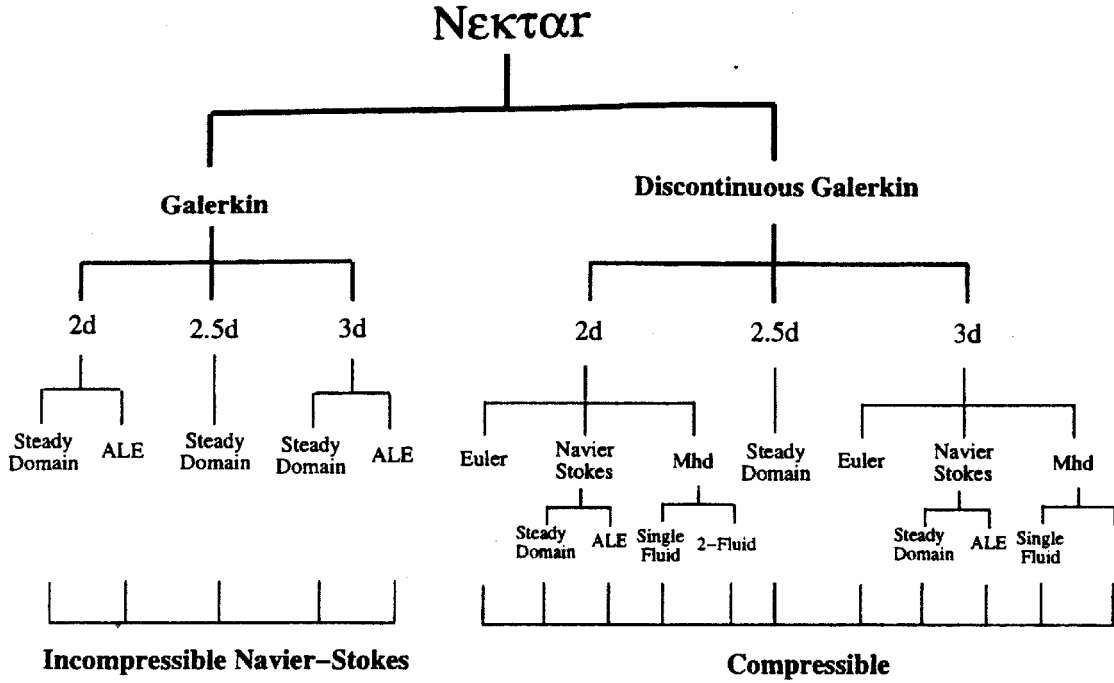 Νεκταr
Galerkin
Discontinuous Galerkin
2d
2.5d
3d
2d
2.5d
3d
Steady
Domain
ALE
Steady
Domain
Steady
Domain
ALE
Euler
Navier
Stokes
Mhd
Steady
Domain
Euler
Navier
Stokes
Mhd
Steady
Domain
ALE
Single
Fluid
2-Fluid
Steady
Domain
ALE
Single
Fluid
Incompressible Navier-Stokes
Compressible